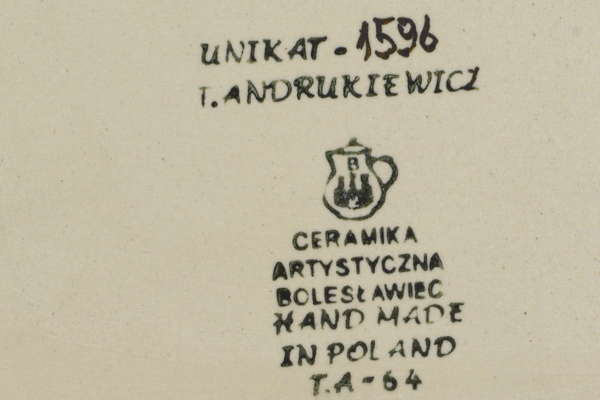 UNIKAT - 1596
T. ANDRUKIEWICZ
B
CERAMIKA
ARTYSTYCZNA
BOLESŁAWIEC
HAND MADE
IN POLAND
T.A - 64